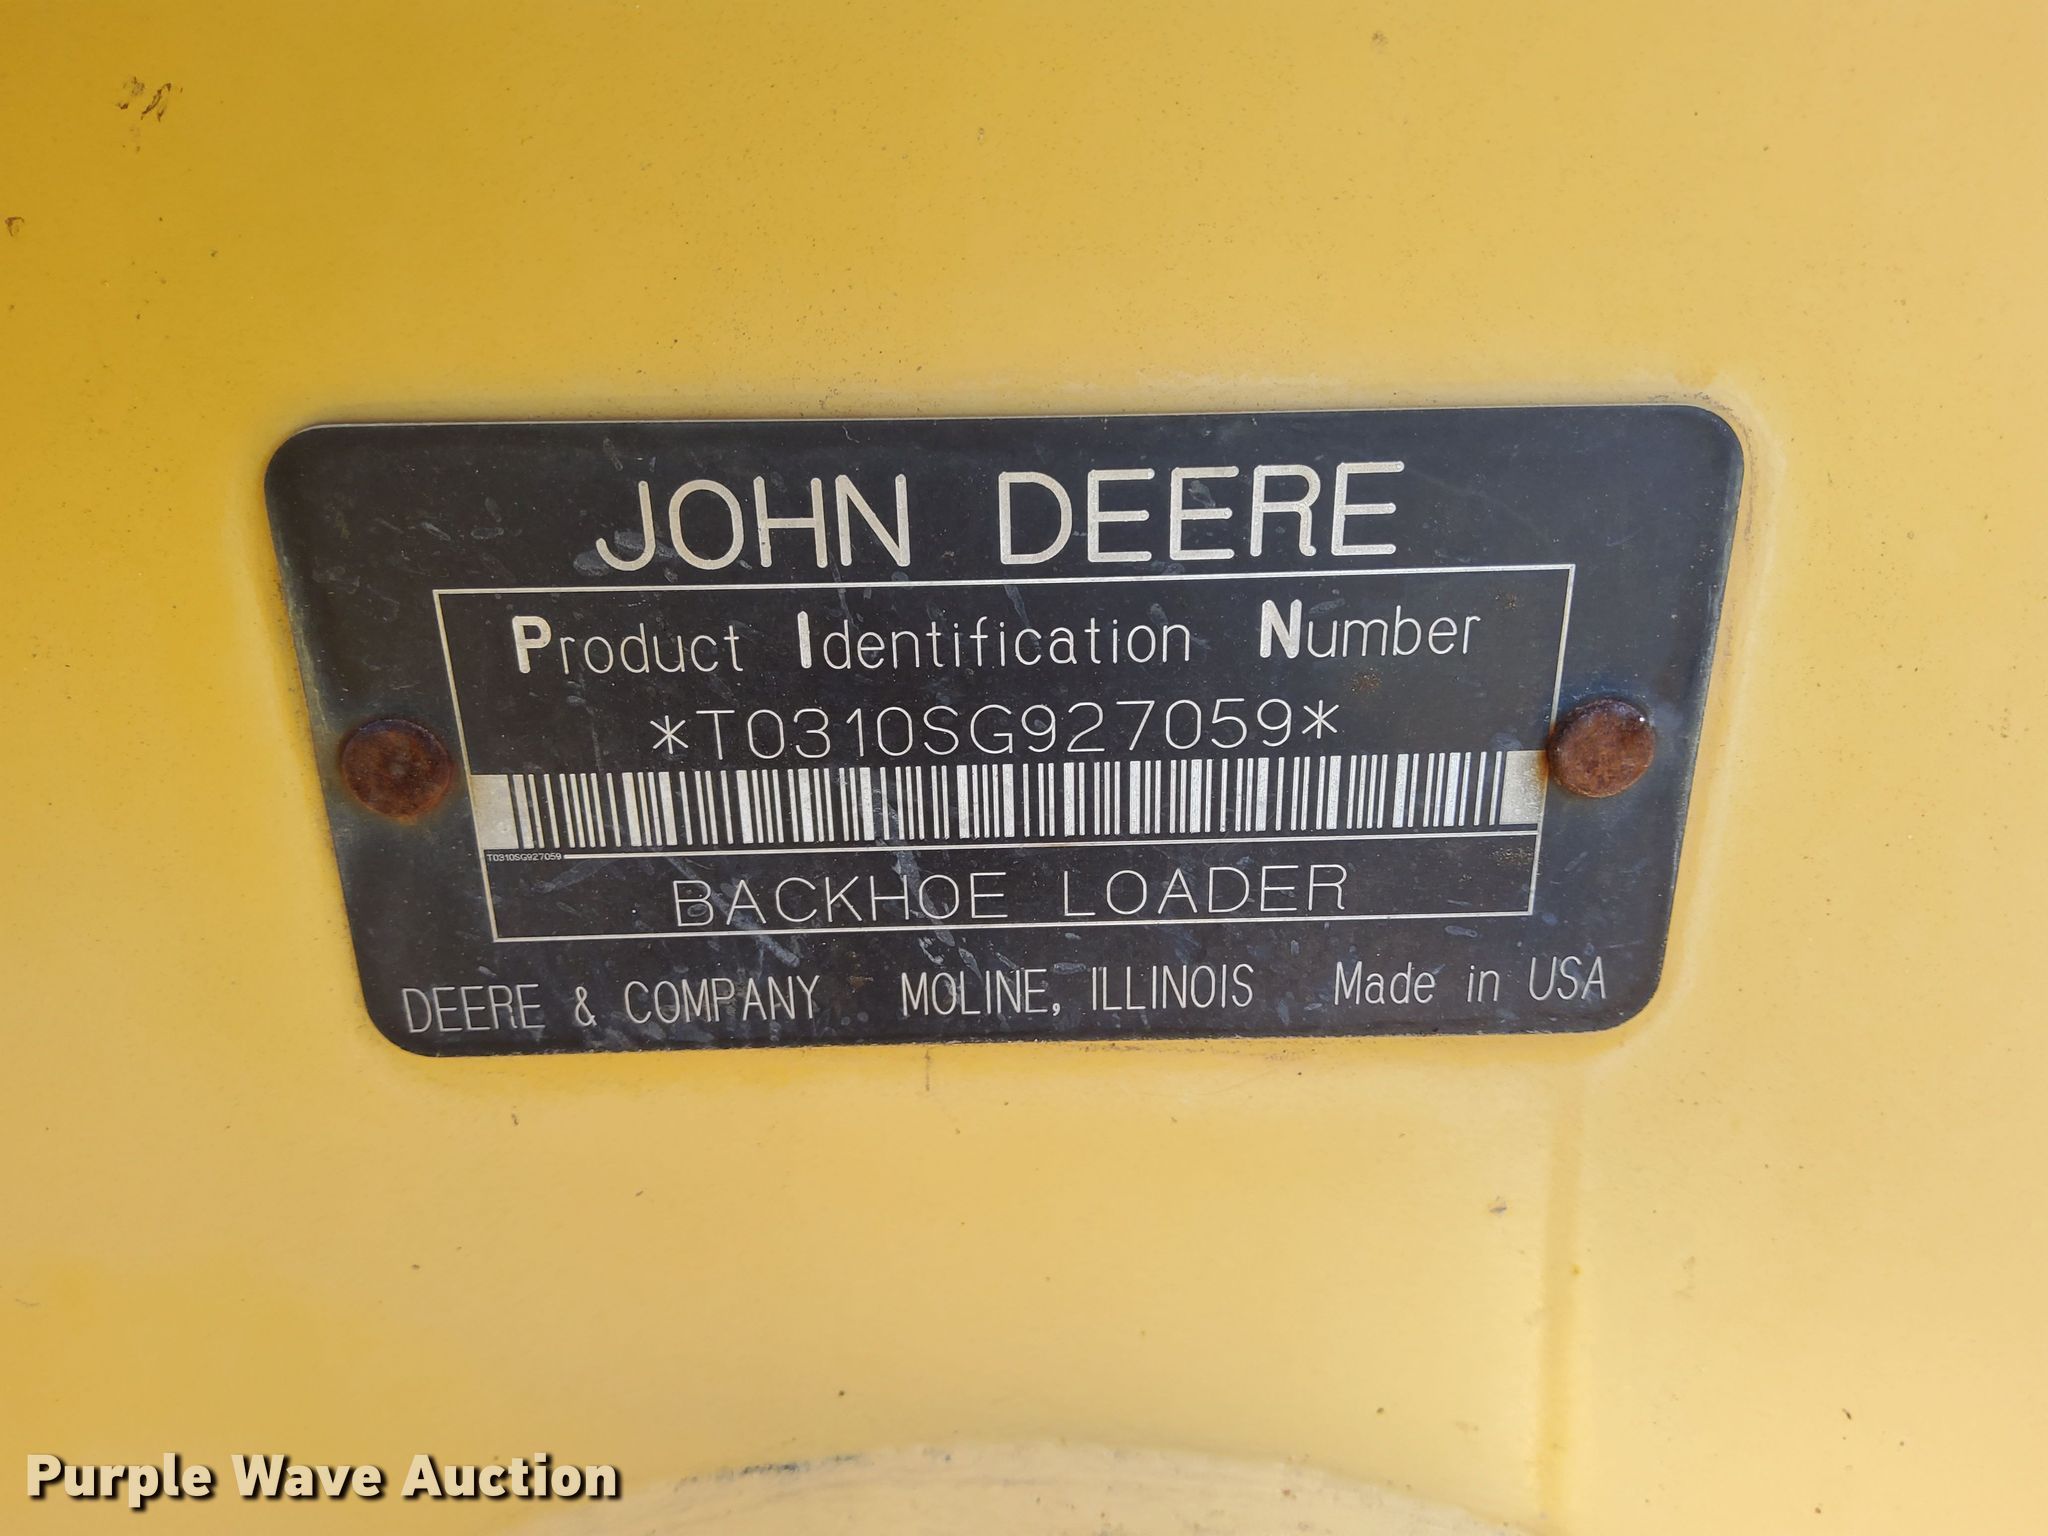 JOHN DEERE
Product Identification Number
*T0310SG927059*
T0310SG927059
BACKHOE LOADER
DEERE & COMPANY MOLINE, ILLINOIS Made in USA
Purple Wave Auction